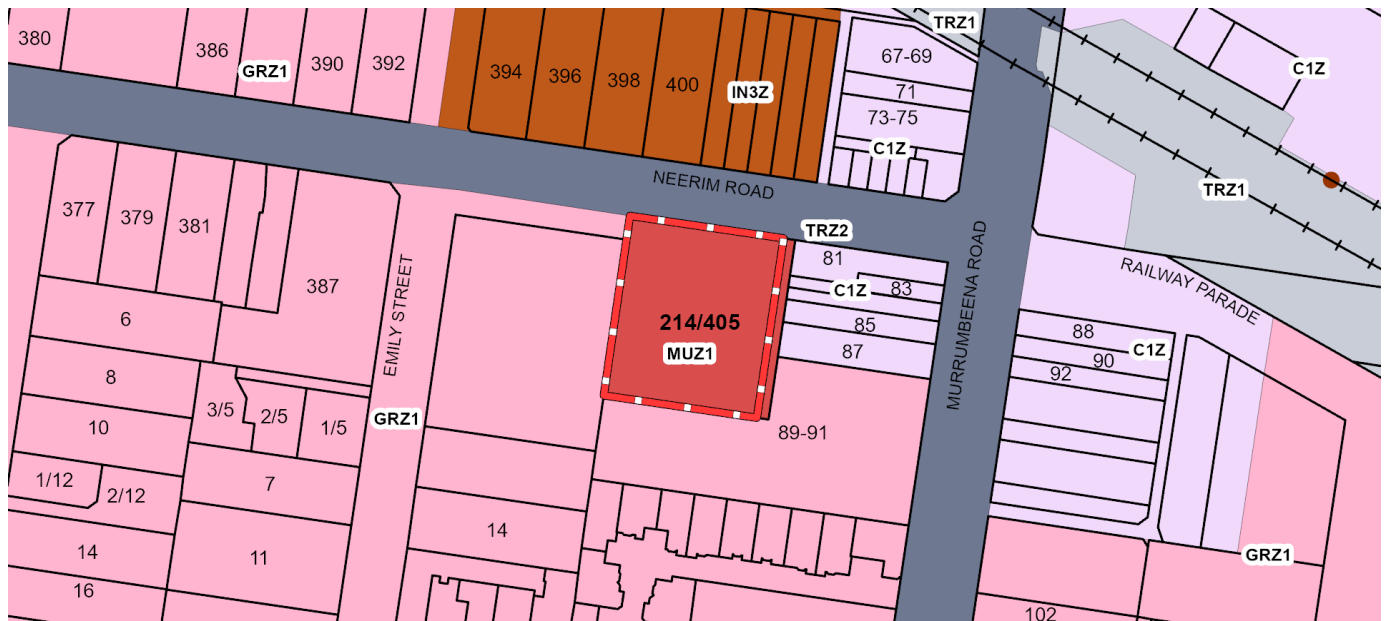 TRZ1
380
386
390
392
GRZ1
394
396
398
400
IN3Z
67-69
71
73-75
C1Z
C1Z
TRZ1
NEERIM ROAD
377
379
381
387
TRZ2
81
83
C1Z
85
87
MURRUMBEENA ROAD
RAILWAY PARADE
6
8
10
EMILY STREET
214/405
MUZ1
88
90
C1Z
92
3/5
2/5
1/5
GRZ1
89-91
1/12
2/12
7
14
11
16
14
GRZ1
102